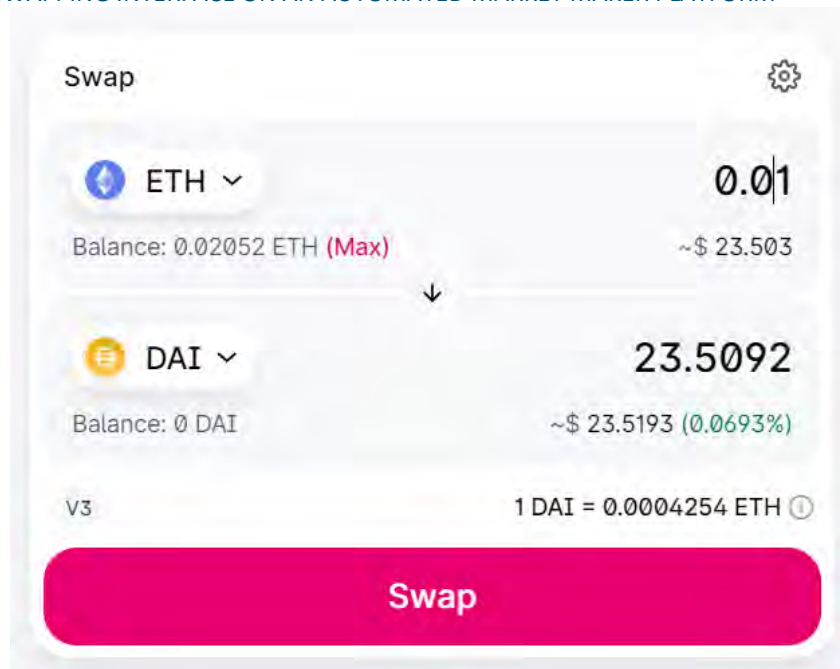 Swap
ETH
0.01
Balance: 0.02052 ETH (Max)
~$ 23.503
DAI
23.5092
Balance: 0 DAI
~$ 23.5193 (0.0693%)
V3
1 DAI = 0.0004254 ETH
Swap